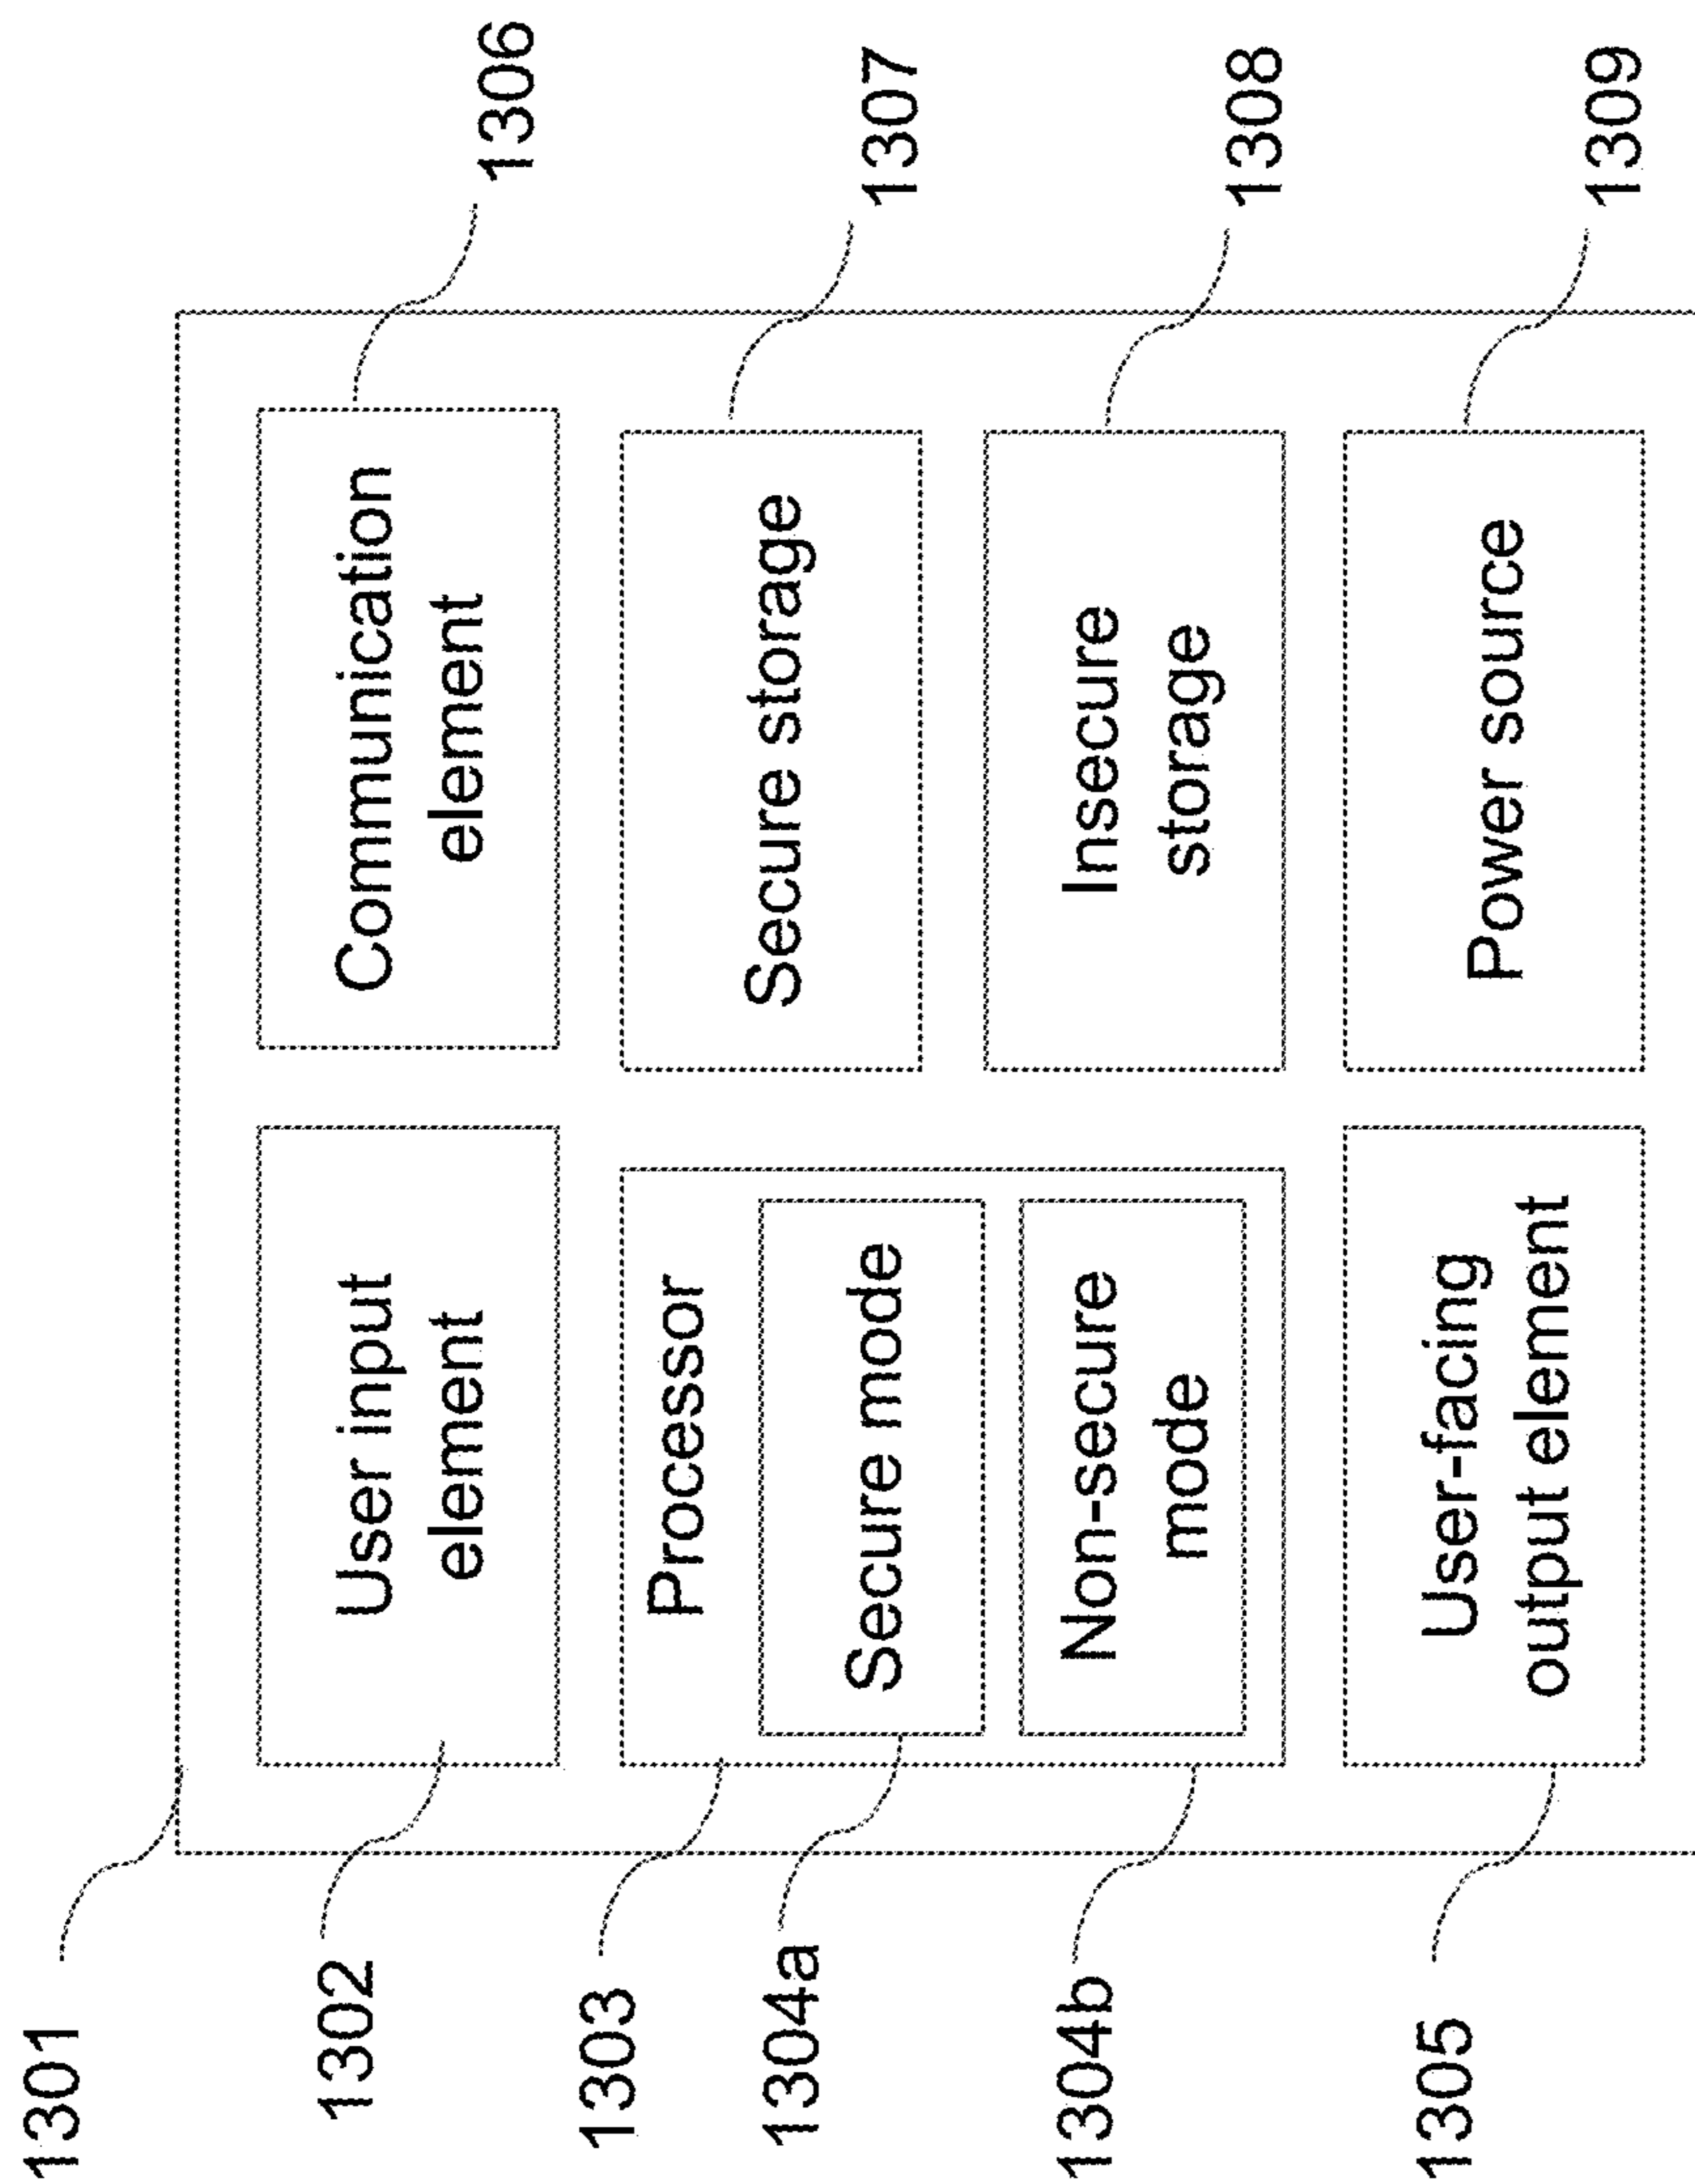 1301
1302
User input
element
Communication
element
1306
1303
Processor
1304a
Secure mode
Secure storage
1307
1304b
Non-secure
mode
Insecure
storage
1308
1305
User-facing
output element
Power source
1309